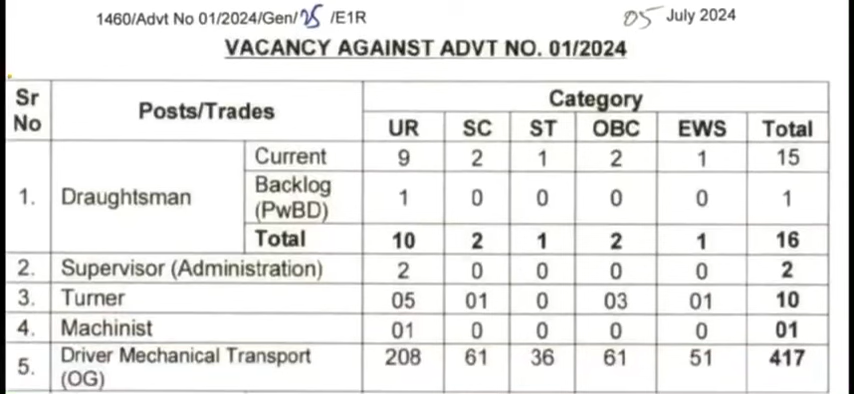 1460/Advt No 01/2024/Gen/25 /E1R 05 July 2024
VACANCY AGAINST ADVT NO. 01/2024
Sr No Posts/Trades Category
UR SC ST OBC EWS Total
1. Draughtsman Current 9 2 1 2 1 15
Backlog (PwBD) 1 0 0 0 0 1
Total 10 2 1 2 1 16
2. Supervisor (Administration) 2 0 0 0 0 2
3. Turner 05 01 0 03 01 10
4. Machinist 01 0 0 0 0 01
5. Driver Mechanical Transport (OG) 208 61 36 61 51 417